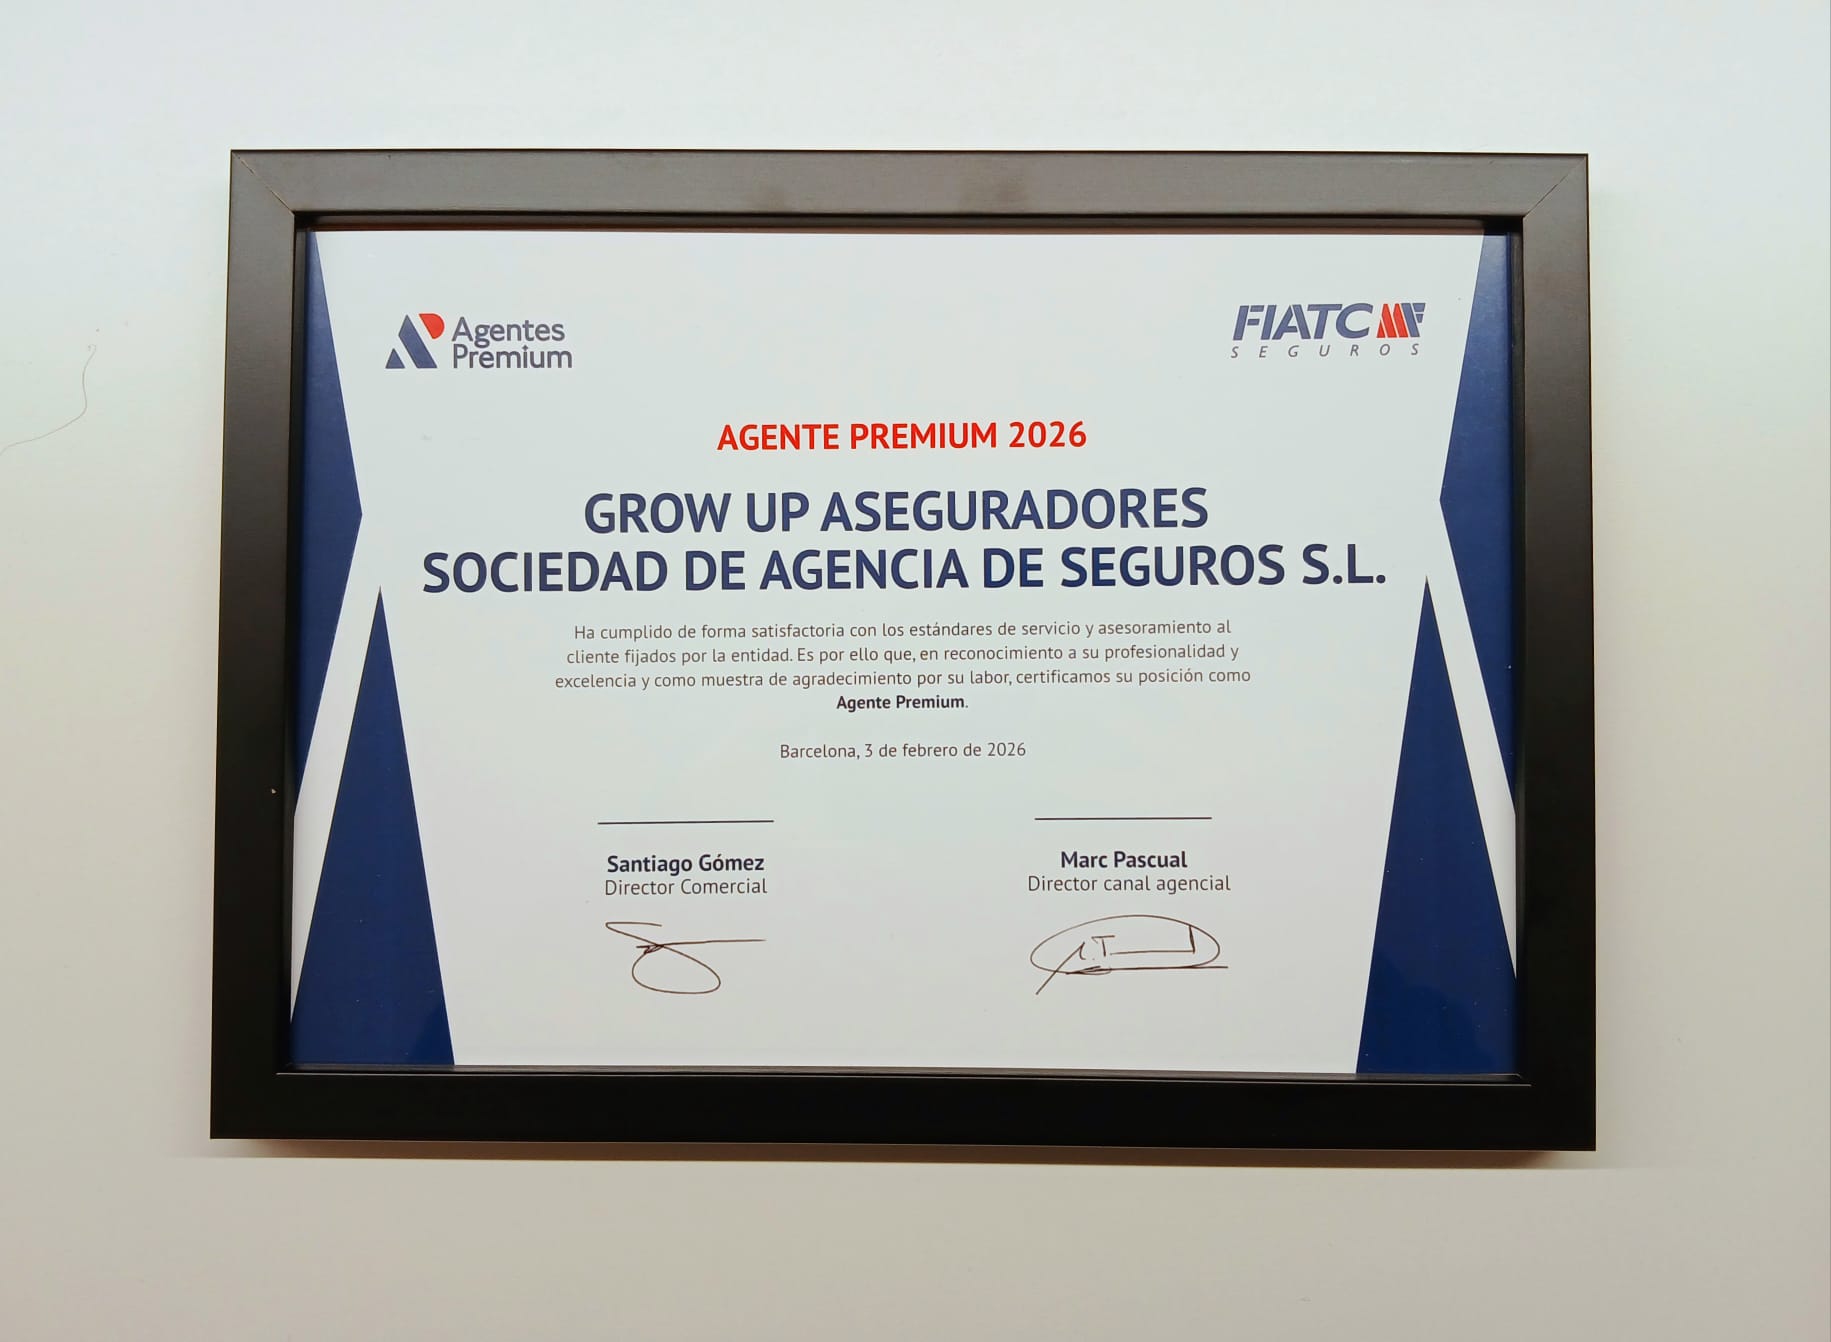 Agentes
Premium
FIATC
SEGUROS
AGENTE PREMIUM 2026
GROW UP ASEGURADORES
SOCIEDAD DE AGENCIA DE SEGUROS S.L.
Ha cumplido de forma satisfactoria con los estándares de servicio y asesoramiento al
cliente fijados por la entidad. Es por ello que, en reconocimiento a su profesionalidad y
excelencia y como muestra de agradecimiento por su labor, certificamos su posición como
Agente Premium.
Barcelona, 3 de febrero de 2026
Santiago Gómez
Director Comercial
Marc Pascual
Director canal agencial